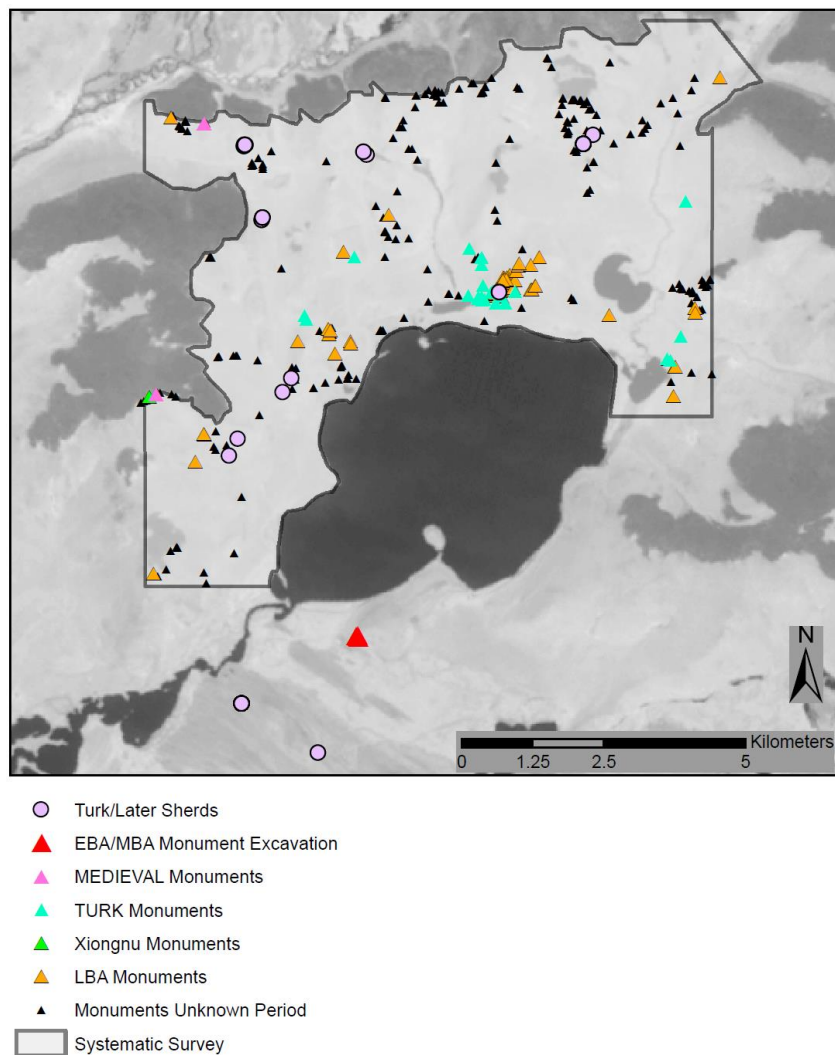 N
Kilometers
0 1.25 2.5 5
Turk/Later Sherds
EBA/MBA Monument Excavation
MEDIEVAL Monuments
TURK Monuments
Xiongnu Monuments
LBA Monuments
Monuments Unknown Period
Systematic Survey